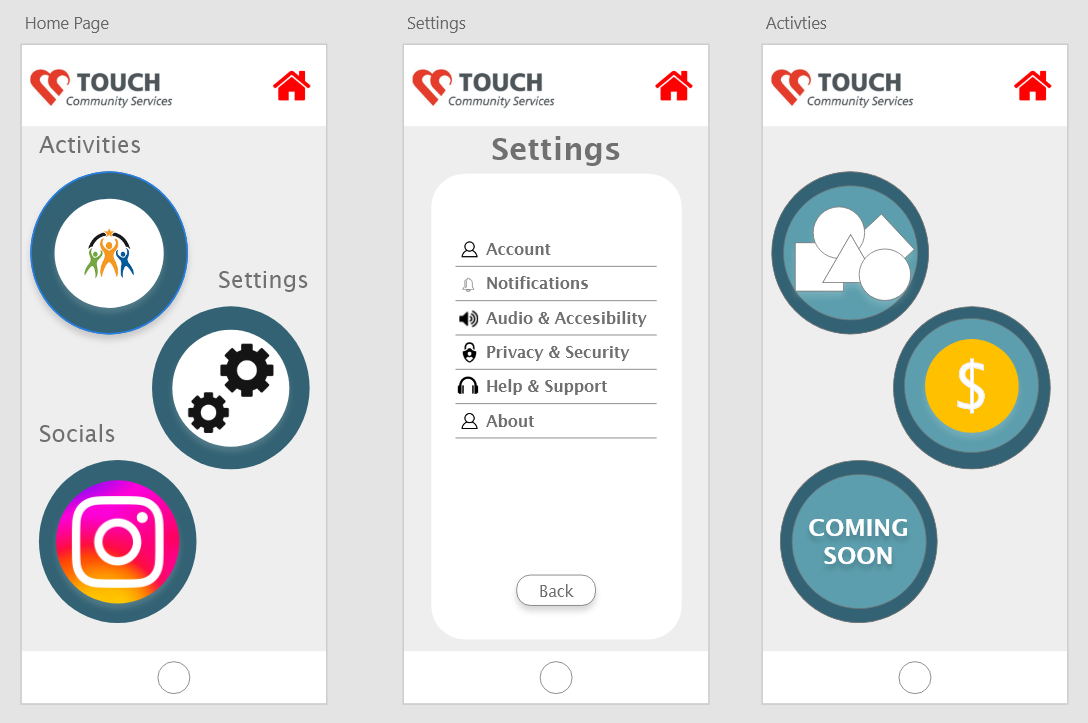 Home Page
TOUCH
Community Services
Activities
Settings
Socials
Settings
TOUCH
Community Services
Settings
Account
Notifications
Audio & Accesibility
Privacy & Security
Help & Support
About
Back
Activties
TOUCH
Community Services
$
COMING
SOON